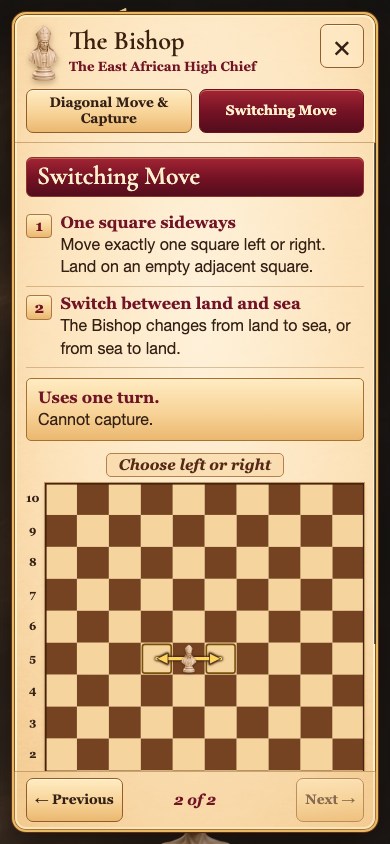 The Bishop
The East African High Chief
×
Diagonal Move &
Capture
Switching Move
Switching Move
1
One square sideways
Move exactly one square left or right.
Land on an empty adjacent square.
2
Switch between land and sea
The Bishop changes from land to sea, or
from sea to land.
Uses one turn.
Cannot capture.
Choose left or right
10
9
8
7
6
5
4
3
2
← Previous
2 of 2
Next →